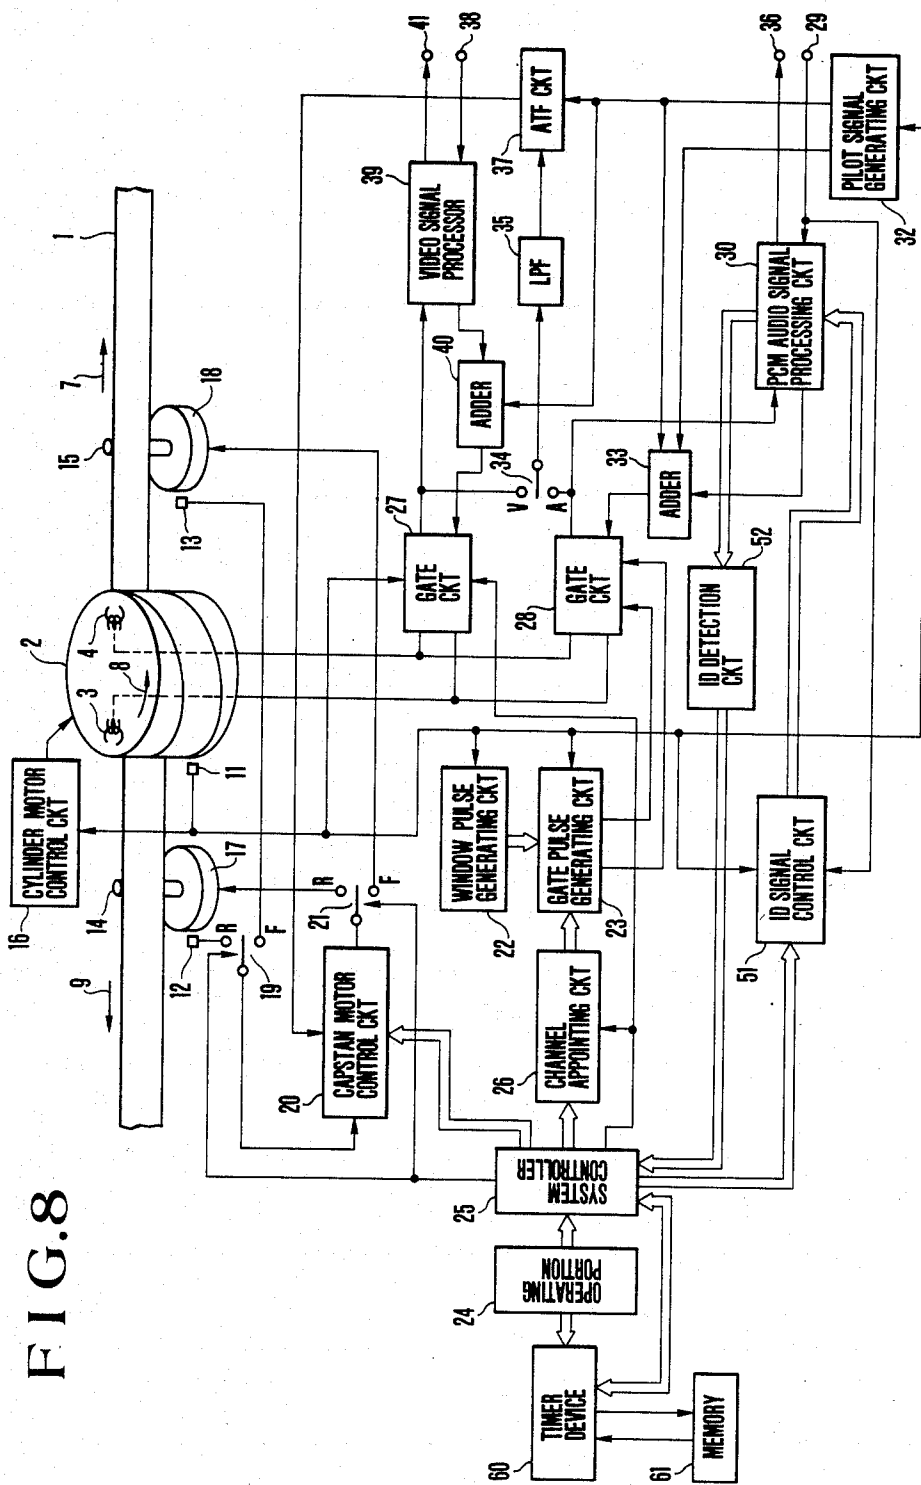 FIG.8
16
CYLINDER MOTOR
CONTROL CKT
2
3
4
8
1
7
9
14
15
17
18
11
12
13
R
F
19
21
R
F
20
CAPSTAN MOTOR
CONTROL CKT
41
38
39
VIDEO SIGNAL
PROCESSOR
37
ATF CKT
35
LPF
40
ADDER
34
V
A
27
GATE
CKT
28
GATE
CKT
33
ADDER
36
29
30
PCM AUDIO SIGNAL
PROCESSING CKT
PILOT SIGNAL
GENERATING CKT
32
52
ID DETECTION
CKT
WINDOW PULSE
GENERATING CKT
22
GATE PULSE
GENERATING CKT
23
26
CHANNEL
APPOINTING CKT
51
ID SIGNAL
CONTROL CKT
25
SYSTEM
CONTROLLER
24
OPERATING
PORTION
60
TIMER
DEVICE
61
MEMORY